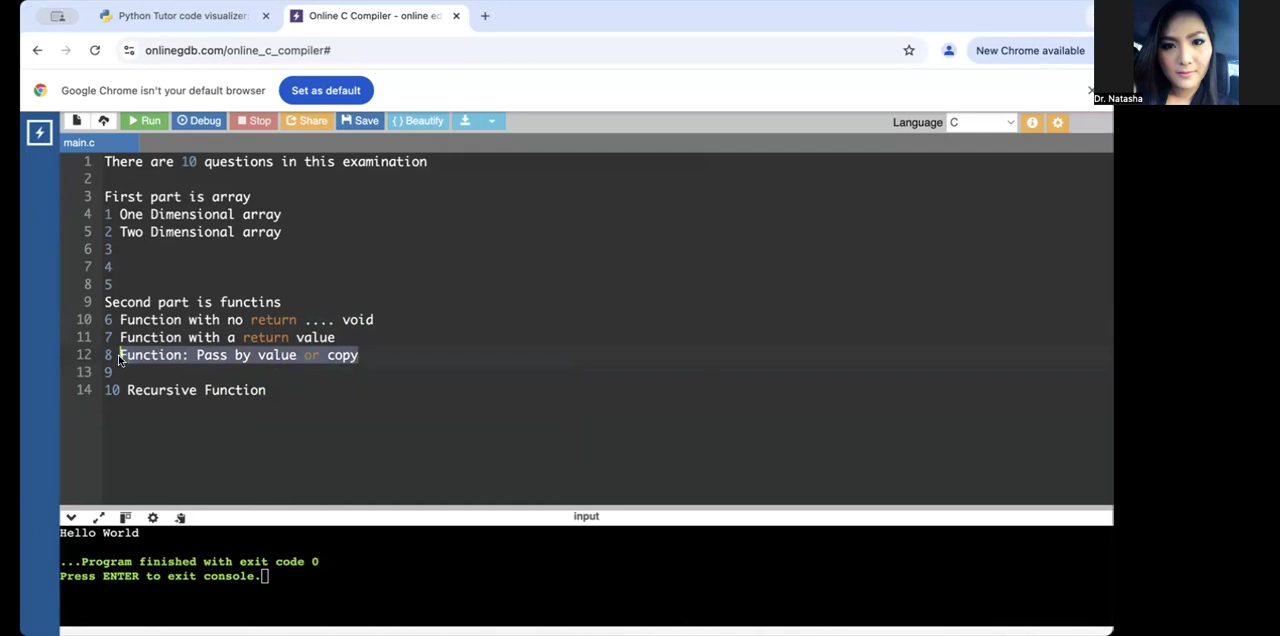 Python Tutor code visualizer:
Online C Compiler - online ed
onlinegdb.com/online_c_compiler#
New Chrome available
Google Chrome isn't your default browser
Set as default
Dr. Natasha
Run
Debug
Stop
Share
Save
{ } Beautify
Language
C
main.c
1 There are 10 questions in this examination
2
3 First part is array
4 1 One Dimensional array
5 2 Two Dimensional array
6 3
7 4
8 5
9 Second part is functins
10 6 Function with no return .... void
11 7 Function with a return value
12 8 Function: Pass by value or copy
13 9
14 10 Recursive Function
input
Hello World
...Program finished with exit code 0
Press ENTER to exit console.